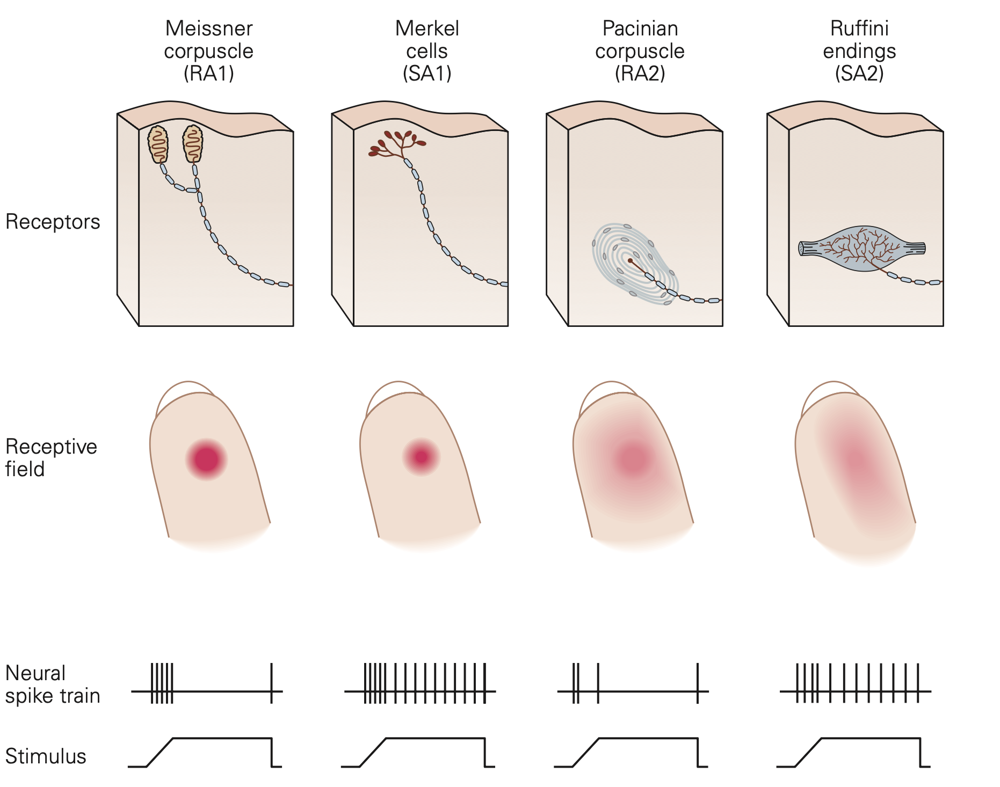 Meissner
corpuscle
(RA1)
Merkel
cells
(SA1)
Pacinian
corpuscle
(RA2)
Ruffini
endings
(SA2)
Receptors
Receptive
field
Neural
spike train
Stimulus